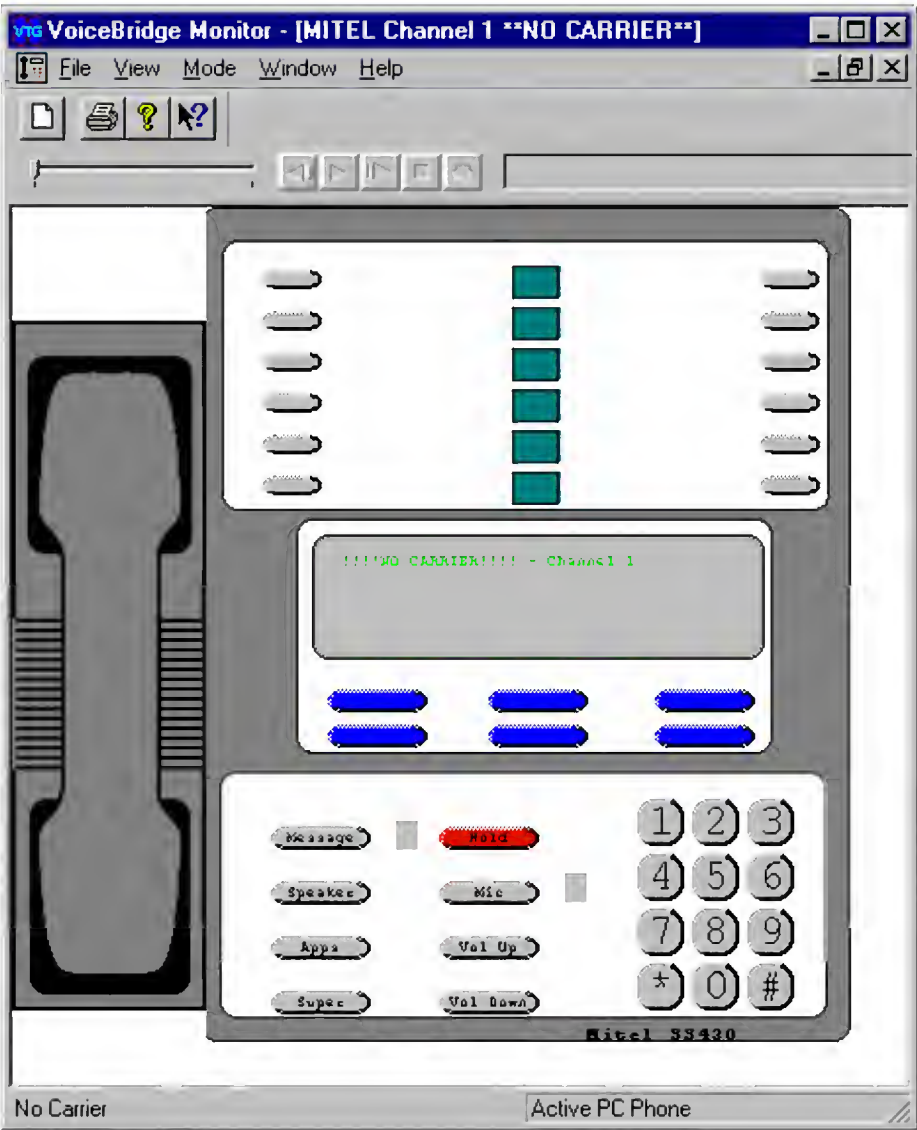 VTG VoiceBridge Monitor - [MITEL Channel 1 **NO CARRIER**]
File View Mode Window Help
!!!!NO CARRIER!!!! - Channel 1
Message Hold
Speaker Mic
Apps Vol Up
Super Vol Down
1 2 3
4 5 6
7 8 9
* 0 #
Mitel SS430
No Carrier Active PC Phone